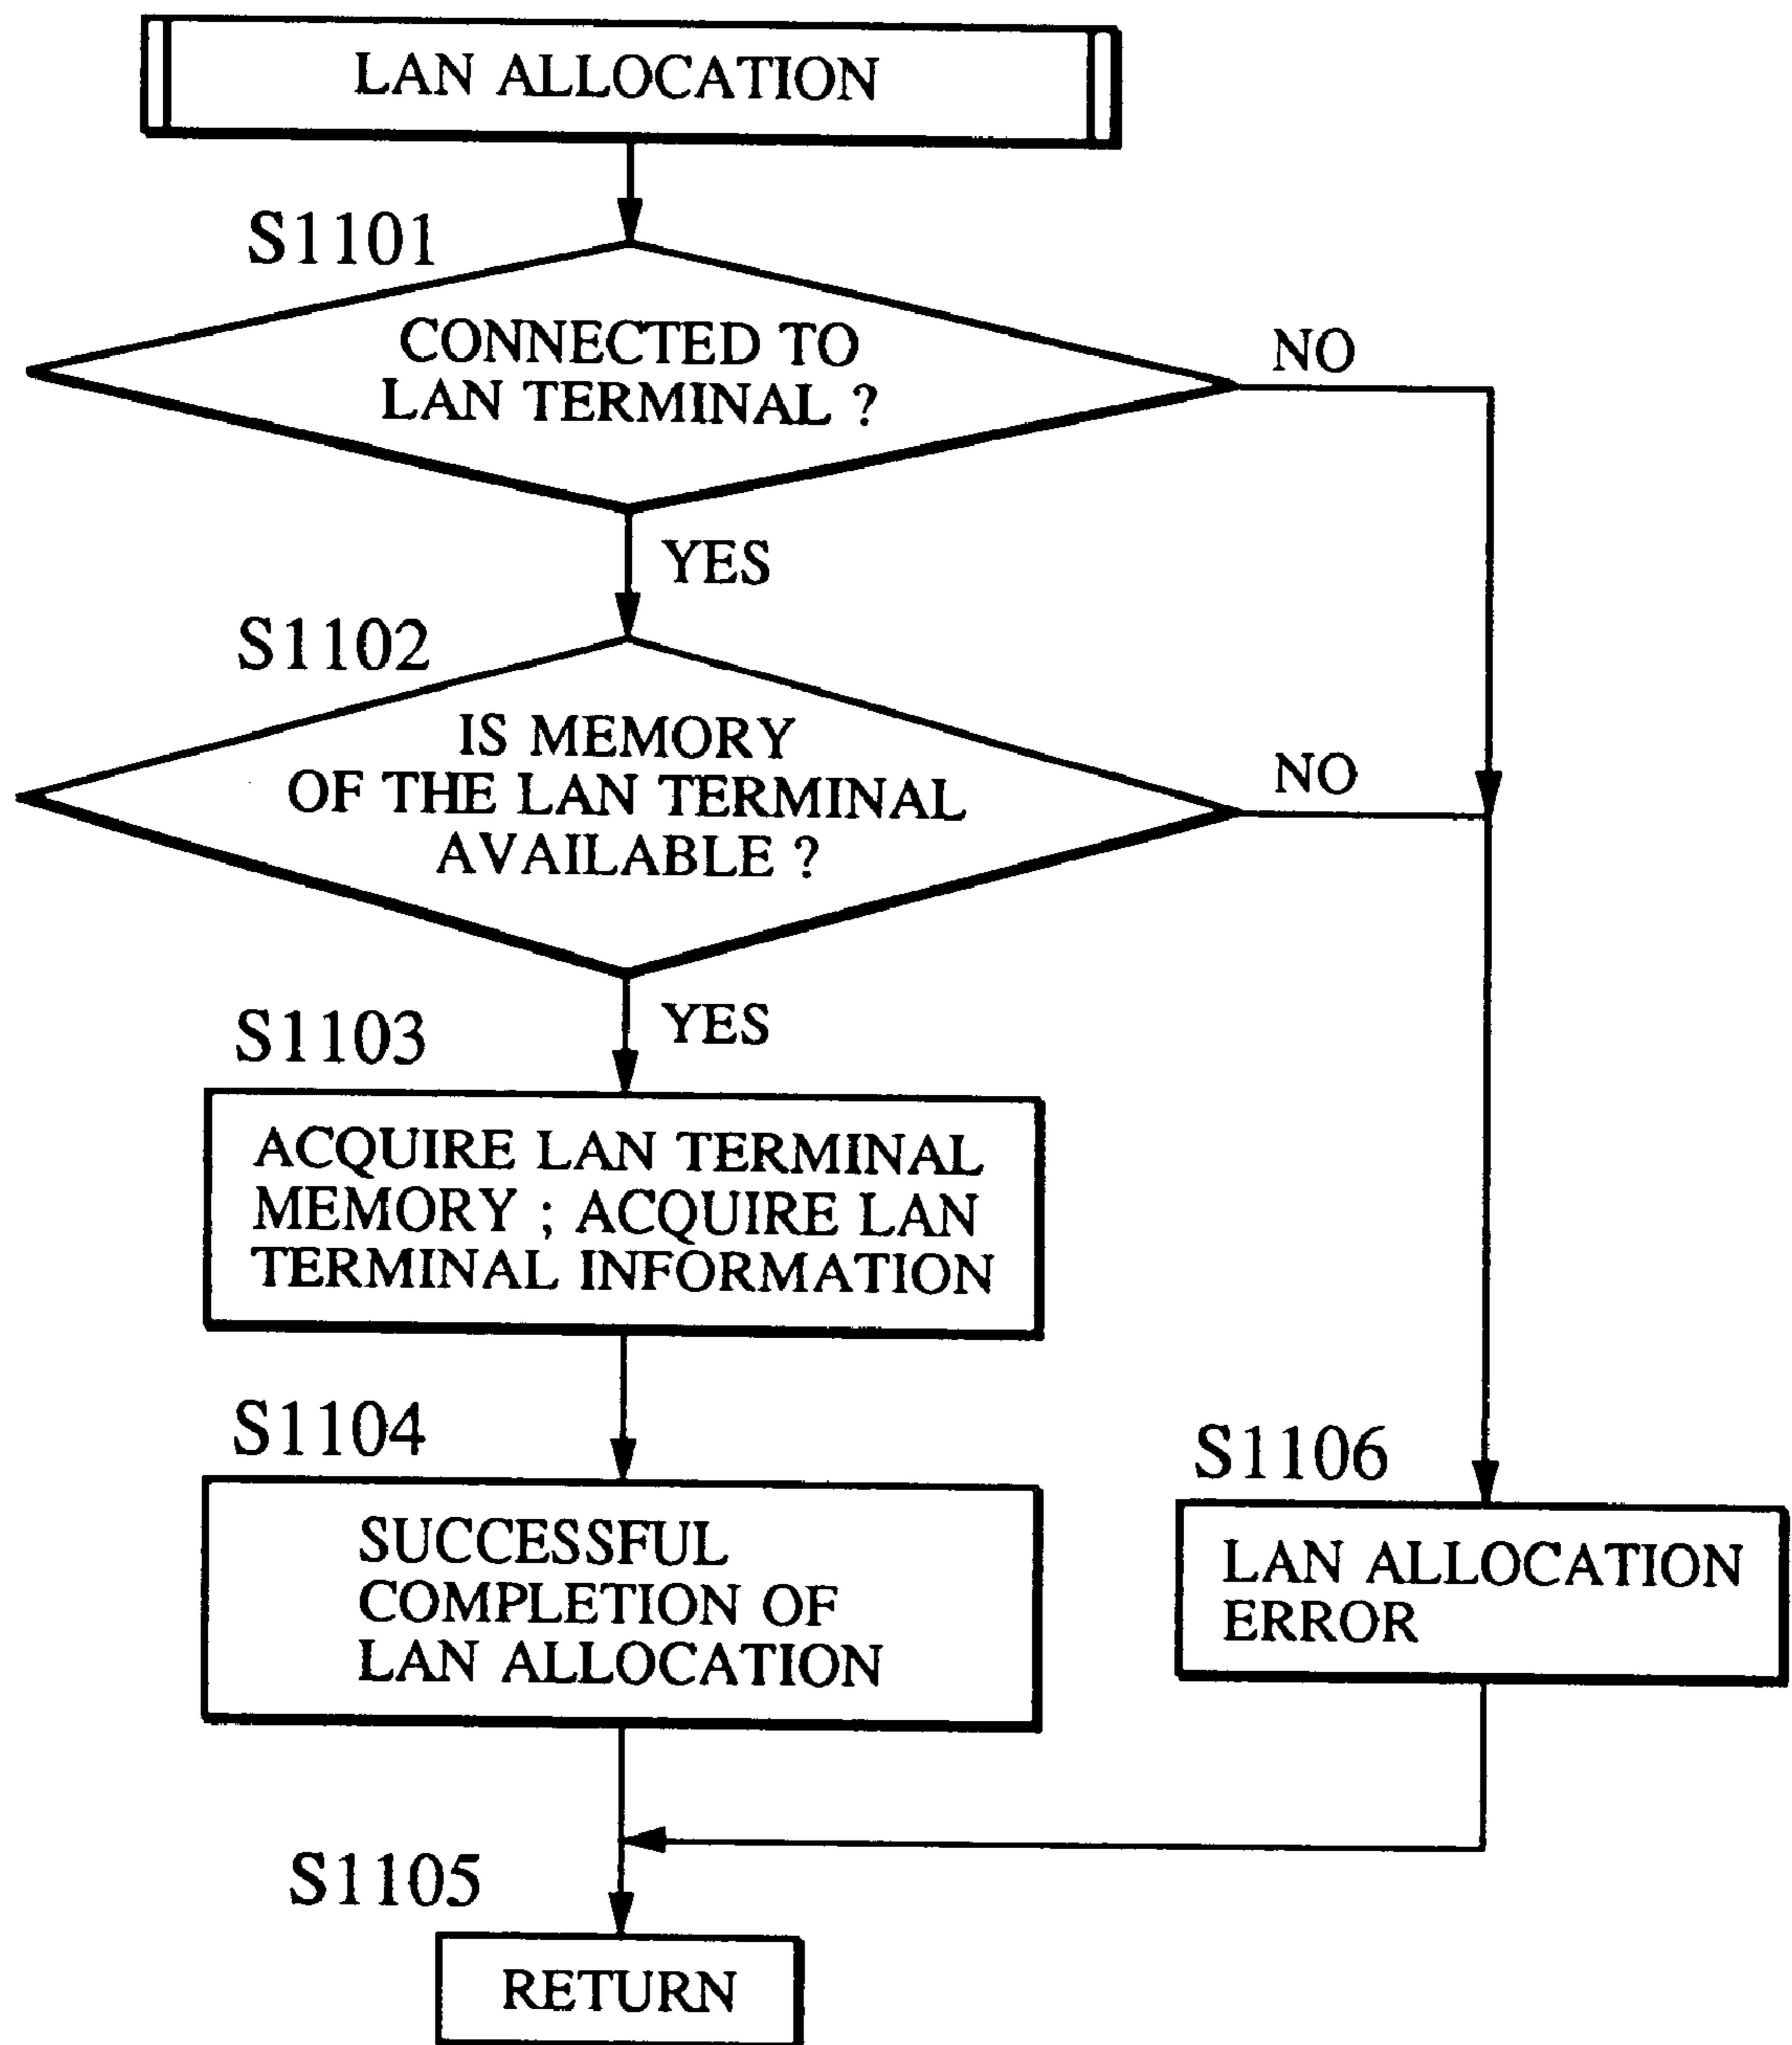 LAN ALLOCATION
S1101
CONNECTED TO
LAN TERMINAL ?
NO
YES
S1102
IS MEMORY
OF THE LAN TERMINAL
AVAILABLE ?
NO
YES
S1103
ACQUIRE LAN TERMINAL
MEMORY ; ACQUIRE LAN
TERMINAL INFORMATION
S1104
SUCCESSFUL
COMPLETION OF
LAN ALLOCATION
S1106
LAN ALLOCATION
ERROR
S1105
RETURN